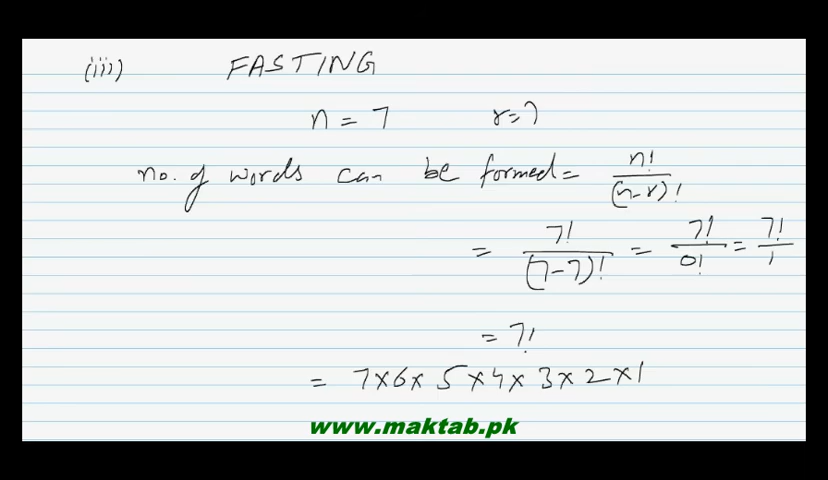 (iii) FASTING
n = 7 r=7
no. of words can be formed = n!/(n-r)!
= 7!/(7-7)! = 7!/0! = 7!/1
= 7!
= 7×6×5×4×3×2×1
www.maktab.pk